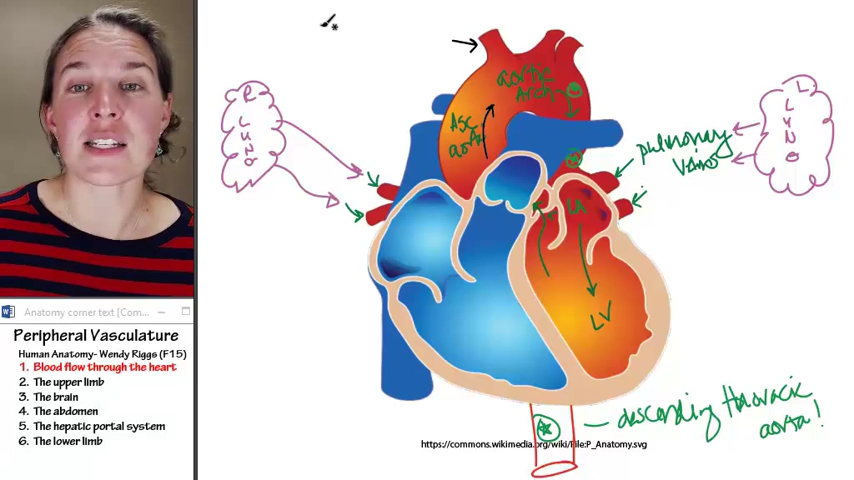 R
L
U
N
G
ASC
aorta
aortic
Arch
pulmonary
veins
L
L
U
N
G
LA
LV
descending thoracic
aorta!
https://commons.wikimedia.org/wiki/File:P_Anatomy.svg
Anatomy corner text [Com...
Peripheral Vasculature
Human Anatomy- Wendy Riggs (F15)
1. Blood flow through the heart
2. The upper limb
3. The brain
4. The abdomen
5. The hepatic portal system
6. The lower limb